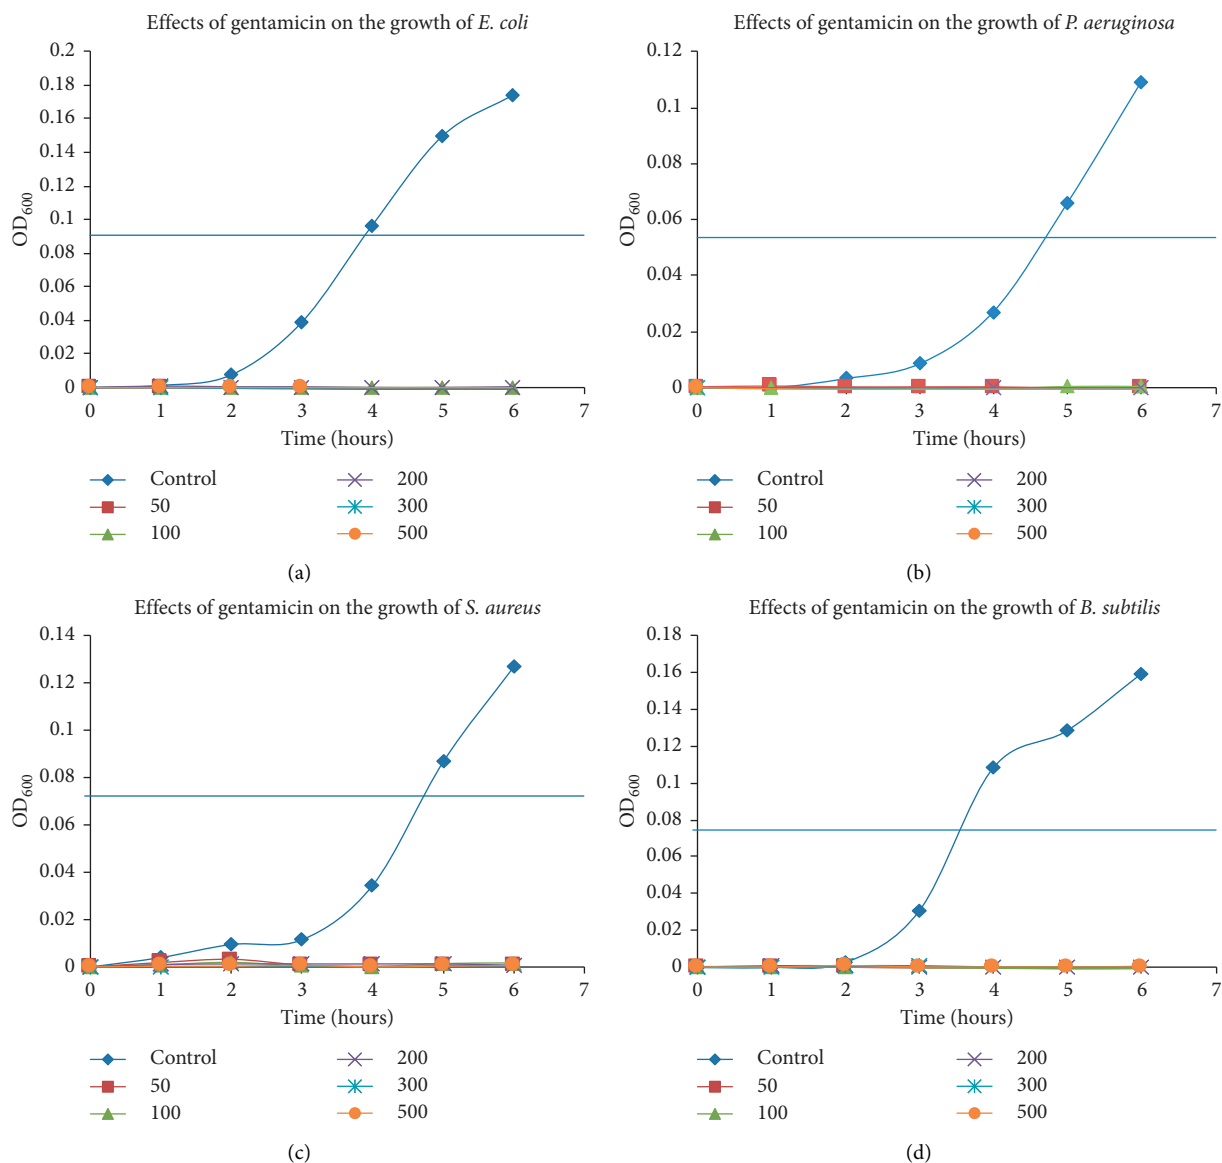 Effects of gentamicin on the growth of E. coli
0.2
0.18
0.16
0.14
0.12
0.1
0.08
0.06
0.04
0.02
0
OD600
0 1 2 3 4 5 6 7
Time (hours)
Control 200
50 300
100 500
(a)
Effects of gentamicin on the growth of P. aeruginosa
0.12
0.1
0.08
0.06
0.04
0.02
0
OD600
0 1 2 3 4 5 6 7
Time (hours)
Control 200
50 300
100 500
(b)
Effects of gentamicin on the growth of S. aureus
0.14
0.12
0.1
0.08
0.06
0.04
0.02
0
OD600
0 1 2 3 4 5 6 7
Time (hours)
Control 200
50 300
100 500
(c)
Effects of gentamicin on the growth of B. subtilis
0.18
0.16
0.14
0.12
0.1
0.08
0.06
0.04
0.02
0
OD600
0 1 2 3 4 5 6 7
Time (hours)
Control 200
50 300
100 500
(d)